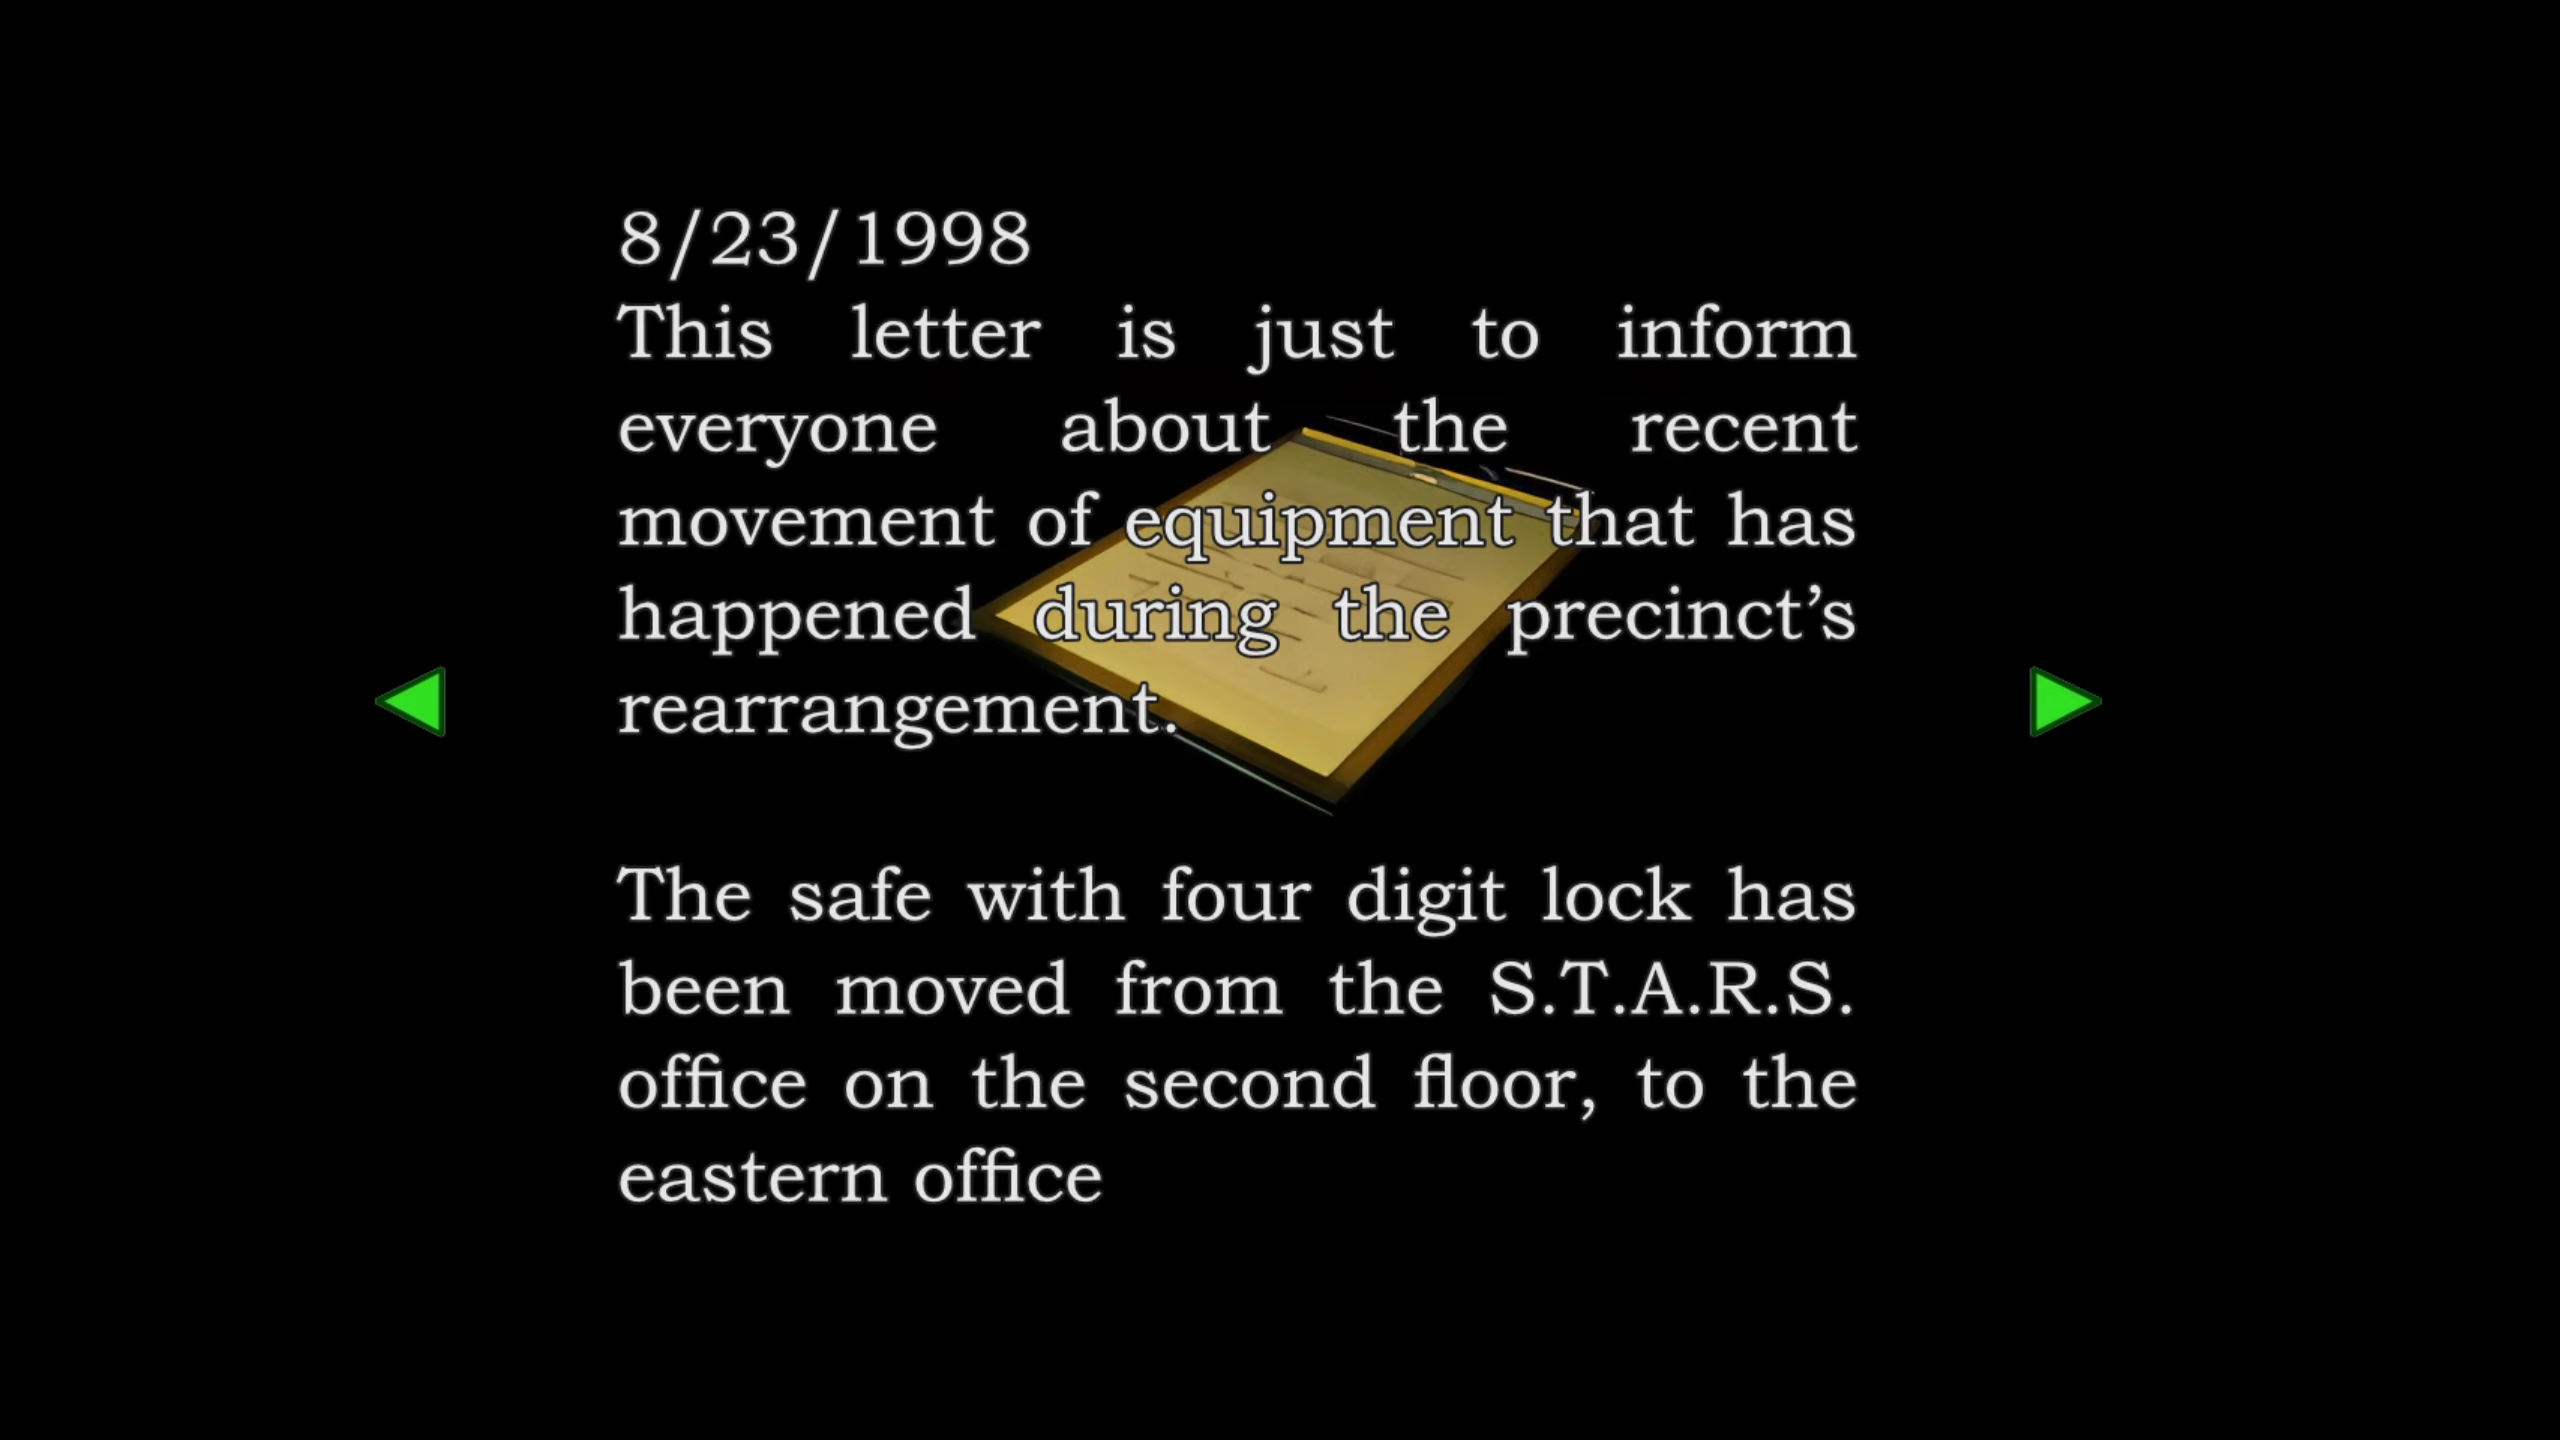 8/23/1998
This letter is just to inform
everyone about the recent
movement of equipment that has
happened during the precinct’s
rearrangement.
The safe with four digit lock has
been moved from the S.T.A.R.S.
office on the second floor, to the
eastern office